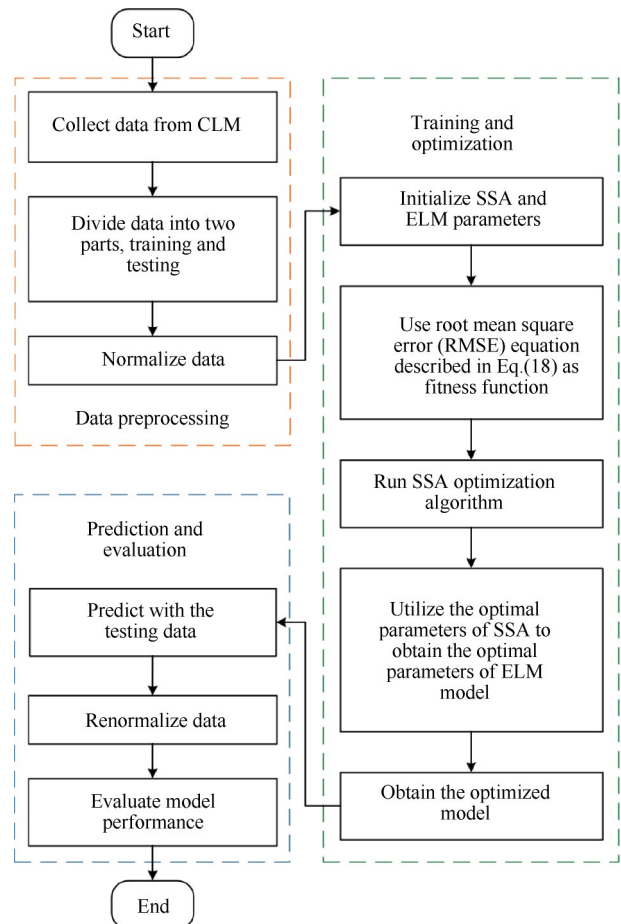 Start
Collect data from CLM
Divide data into two
parts, training and
testing
Normalize data
Data preprocessing
Training and
optimization
Initialize SSA and
ELM parameters
Use root mean square
error (RMSE) equation
described in Eq.(18) as
fitness function
Run SSA optimization
algorithm
Utilize the optimal
parameters of SSA to
obtain the optimal
parameters of ELM
model
Obtain the optimized
model
Prediction and
evaluation
Predict with the
testing data
Renormalize data
Evaluate model
performance
End